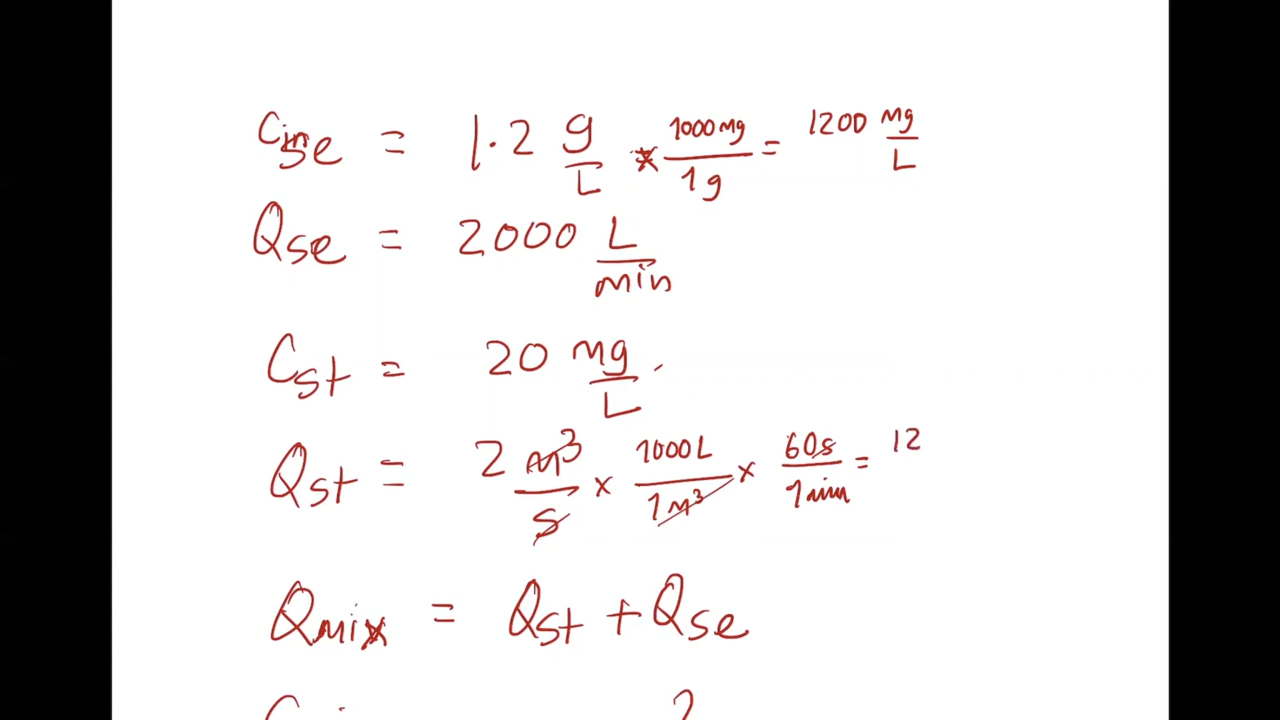 Cinse = 1.2 g/L * 1000mg/1g = 1200 mg/L
Qse = 2000 L/min
Cst = 20 mg/L
Qst = 2 m³/s × 1000L/1m³ × 60s/1min = 12
Qmix = Qst + Qse